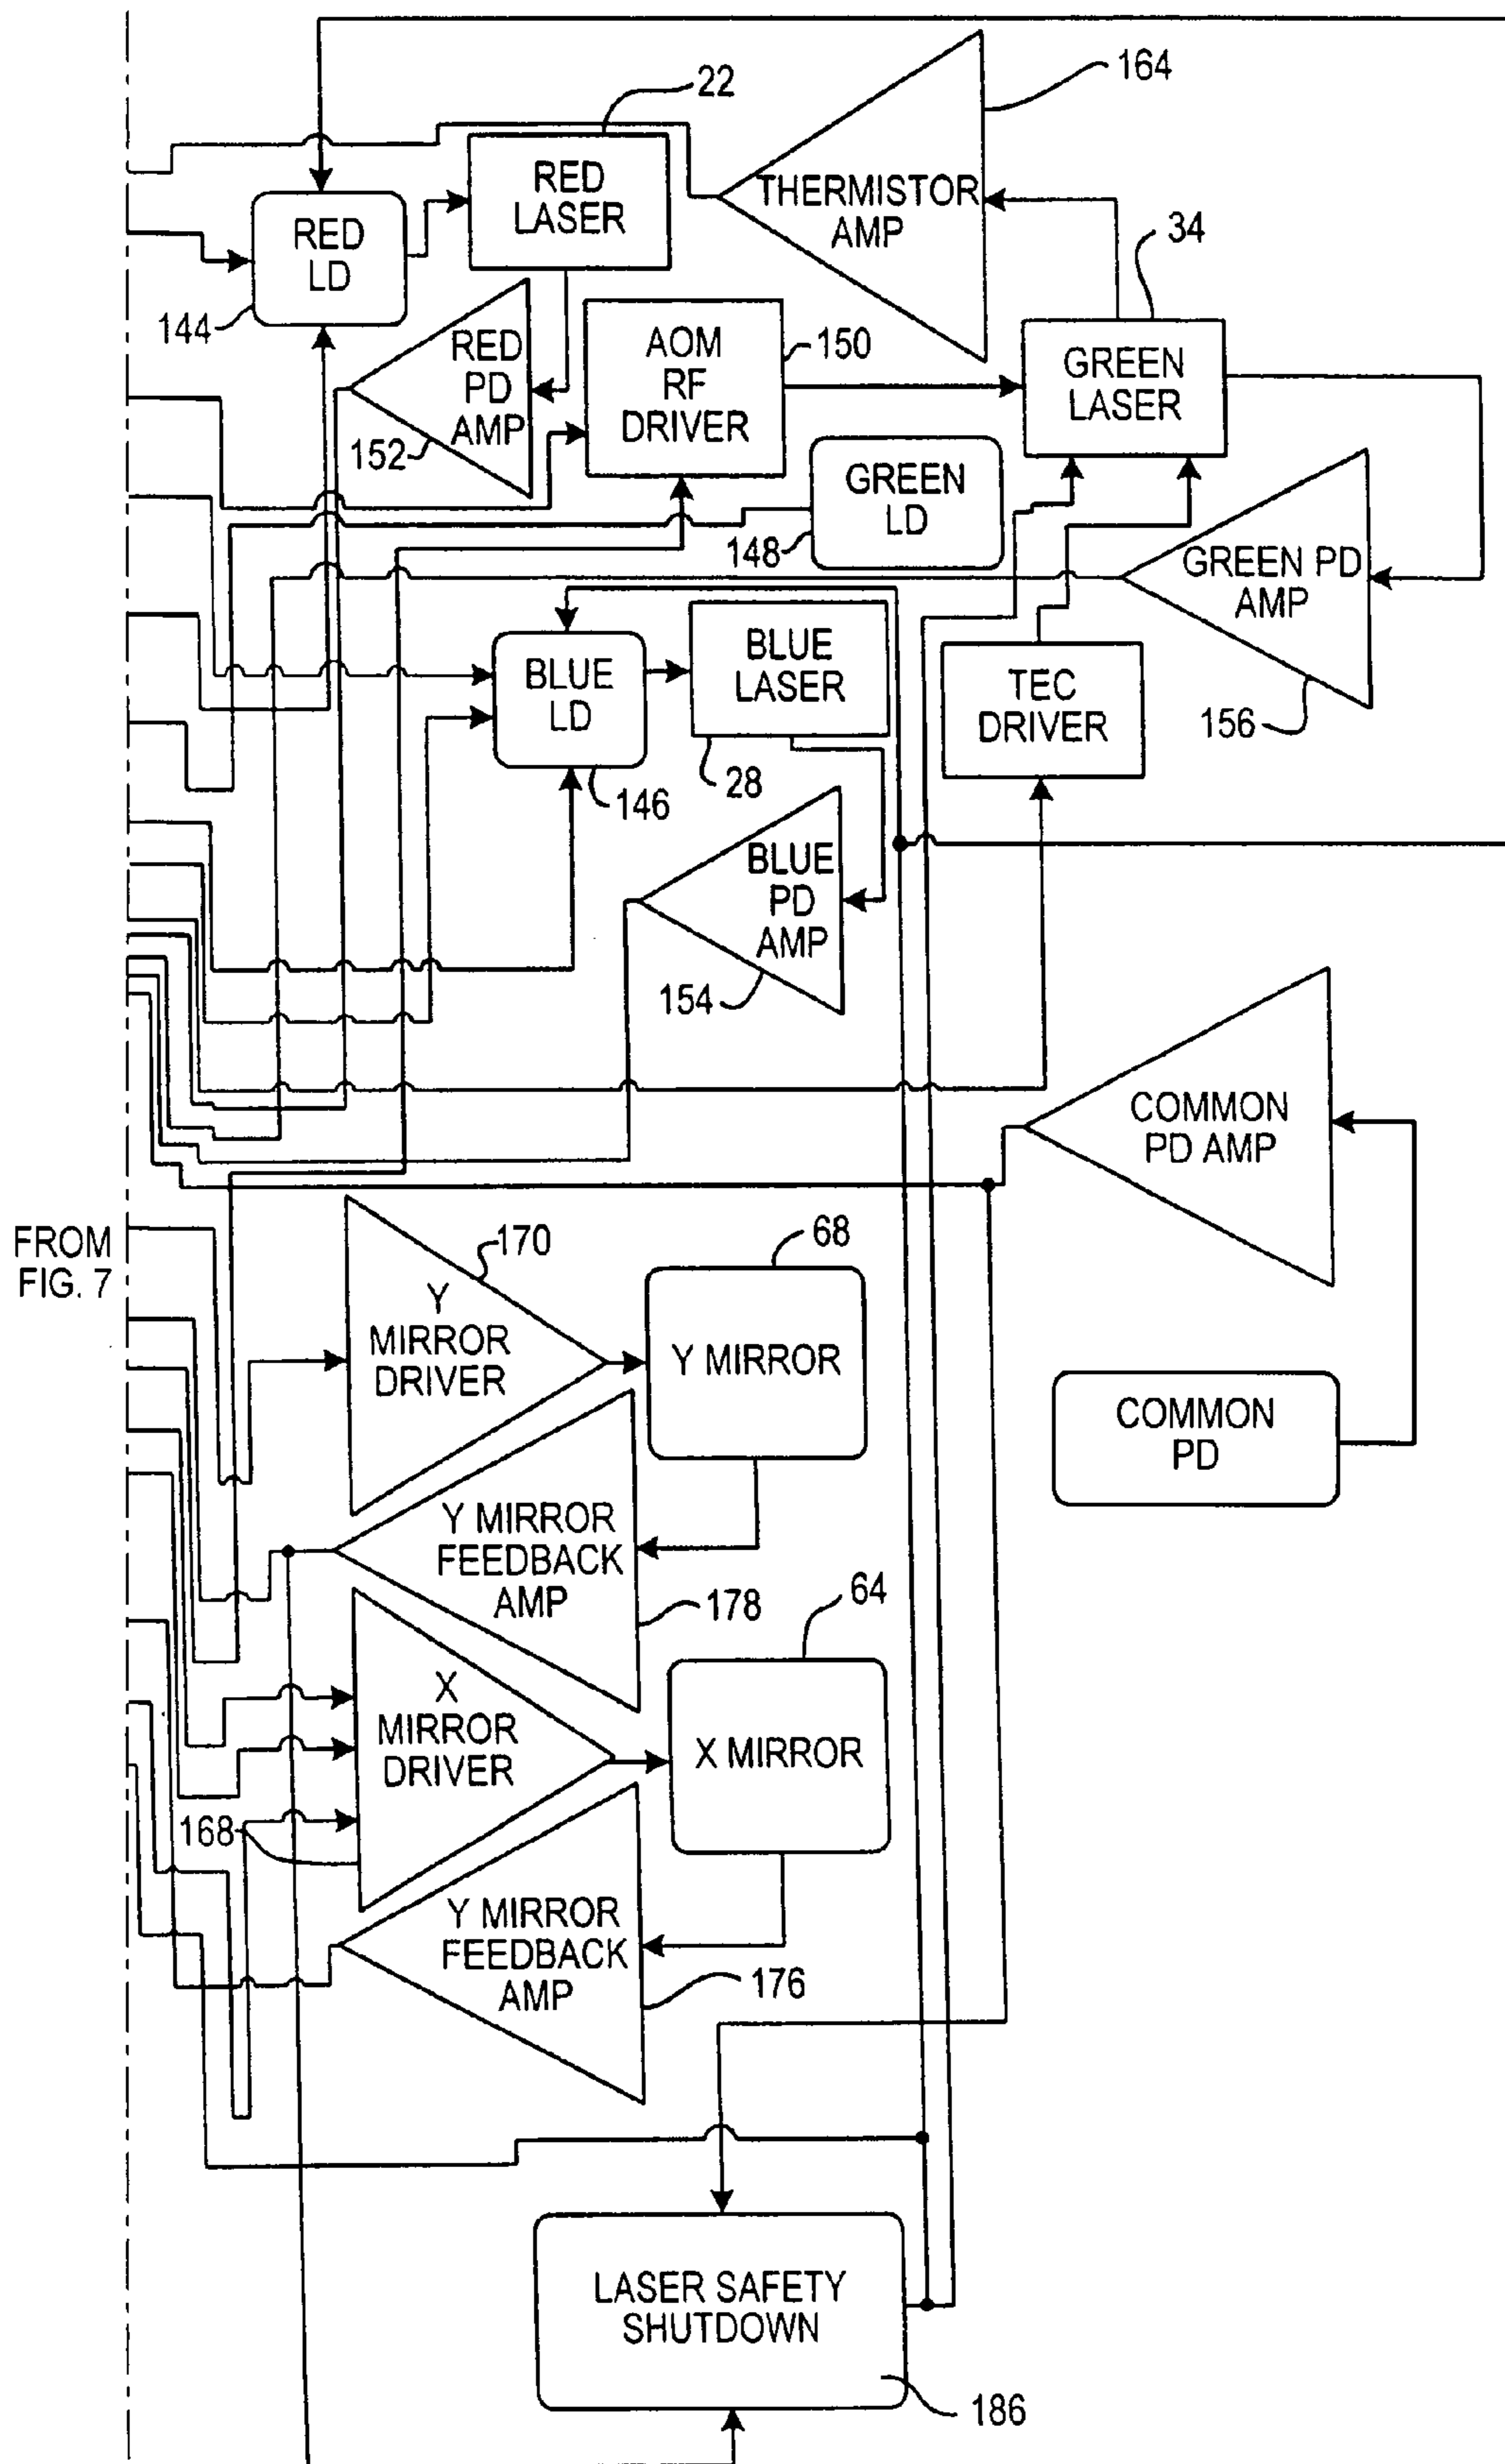 22
164
RED
LASER
THERMISTOR
AMP
RED
LD
34
144
RED
PD
AMP
AOM
RF
DRIVER
150
GREEN
LASER
152
GREEN
LD
148
GREEN PD
AMP
BLUE
LD
BLUE
LASER
TEC
DRIVER
156
28
146
BLUE
PD
AMP
154
COMMON
PD AMP
FROM
FIG. 7
170
68
Y
MIRROR
DRIVER
Y MIRROR
COMMON
PD
Y MIRROR
FEEDBACK
AMP
64
178
X
MIRROR
DRIVER
X MIRROR
168
Y MIRROR
FEEDBACK
AMP
176
LASER SAFETY
SHUTDOWN
186